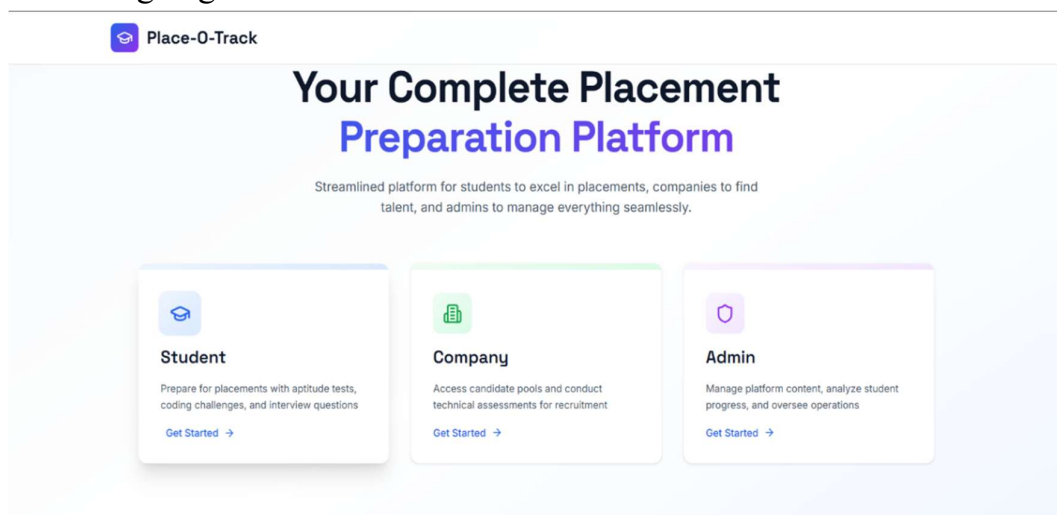 Place-O-Track
Your Complete Placement
Preparation Platform
Streamlined platform for students to excel in placements, companies to find
talent, and admins to manage everything seamlessly.
Student
Prepare for placements with aptitude tests,
coding challenges, and interview questions
Get Started →
Company
Access candidate pools and conduct
technical assessments for recruitment
Get Started →
Admin
Manage platform content, analyze student
progress, and oversee operations
Get Started →